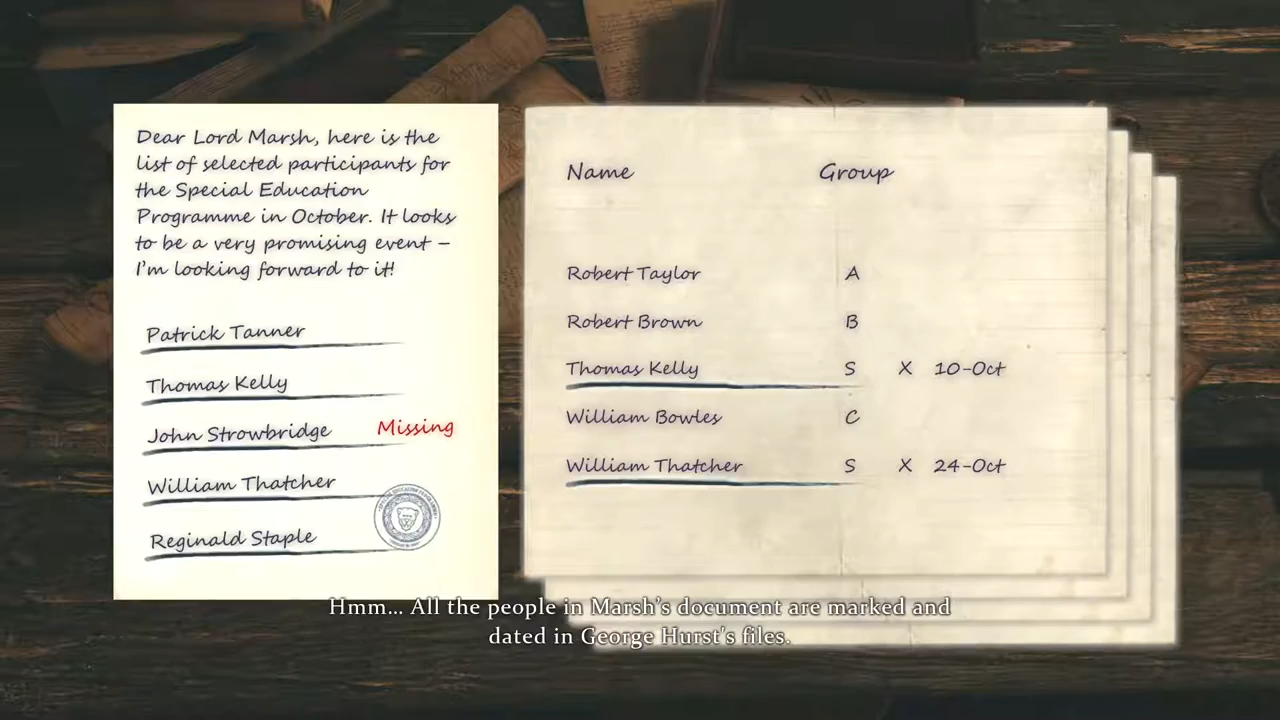 Dear Lord Marsh, here is the
list of selected participants for
the Special Education
Programme in October. It looks
to be a very promising event –
I'm looking forward to it!
Patrick Tanner
Thomas Kelly
John Strowbridge Missing
William Thatcher
Reginald Staple
Name Group
Robert Taylor A
Robert Brown B
Thomas Kelly S X 10-Oct
William Bowles C
William Thatcher S X 24-Oct
Hmm... All the people in Marsh's document are marked and
dated in George Hurst's files.